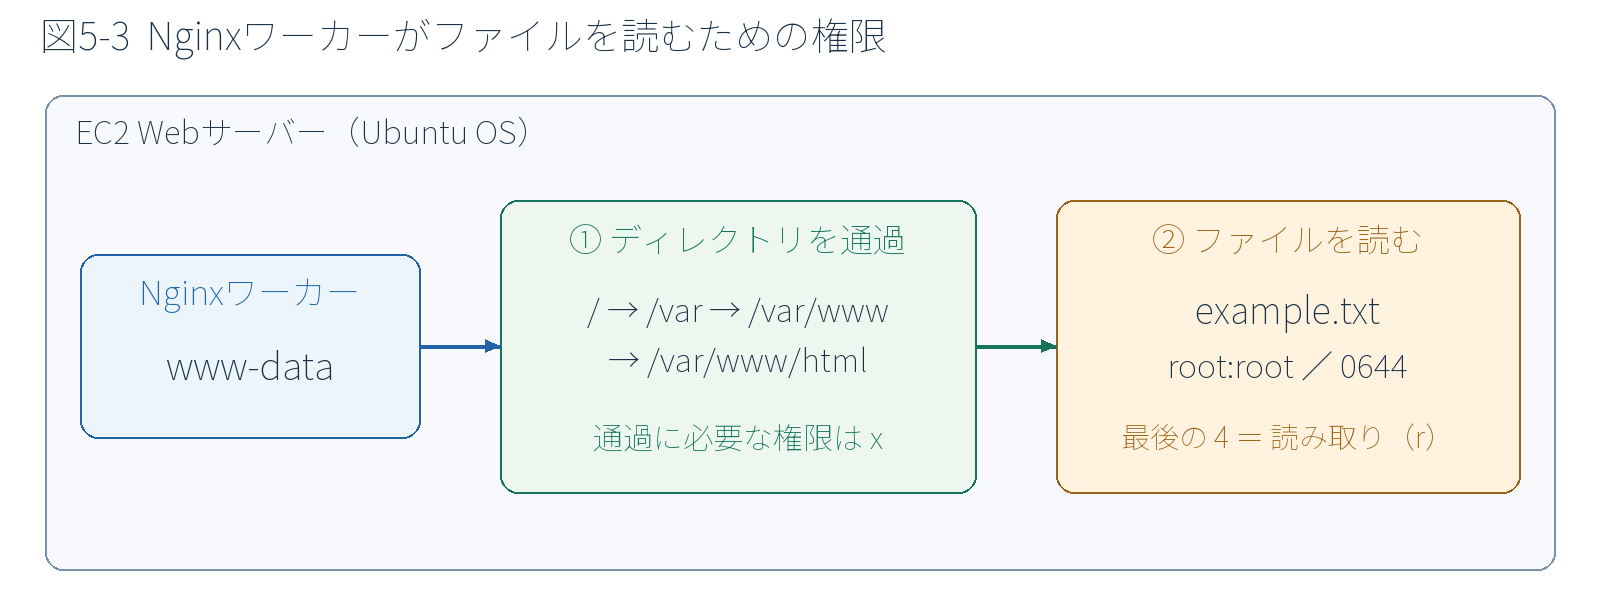 図5-3 Nginxワーカーがファイルを読むための権限
EC2 Webサーバー（Ubuntu OS）
Nginxワーカー
www-data
① ディレクトリを通過
/ → /var → /var/www
→ /var/www/html
通過に必要な権限は x
② ファイルを読む
example.txt
root:root ／ 0644
最後の 4 ＝ 読み取り（r）